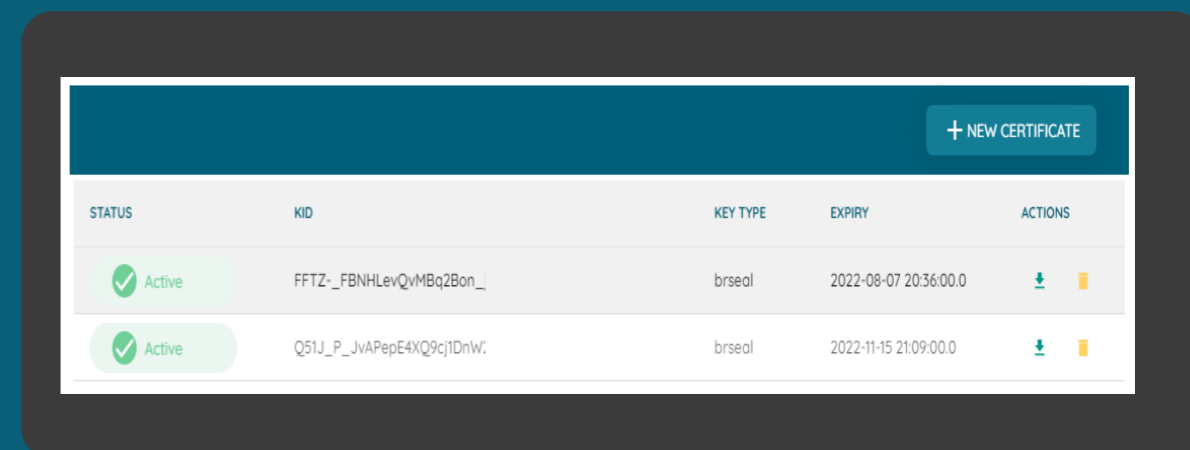 + NEW CERTIFICATE
STATUS KID KEY TYPE EXPIRY ACTIONS
Active FFTZ-_FBNHLevQvMBq2Bon_ brseal 2022-08-07 20:36:00.0
Active Q51J_P_JvAPepE4XQ9cj1DnW brseal 2022-11-15 21:09:00.0